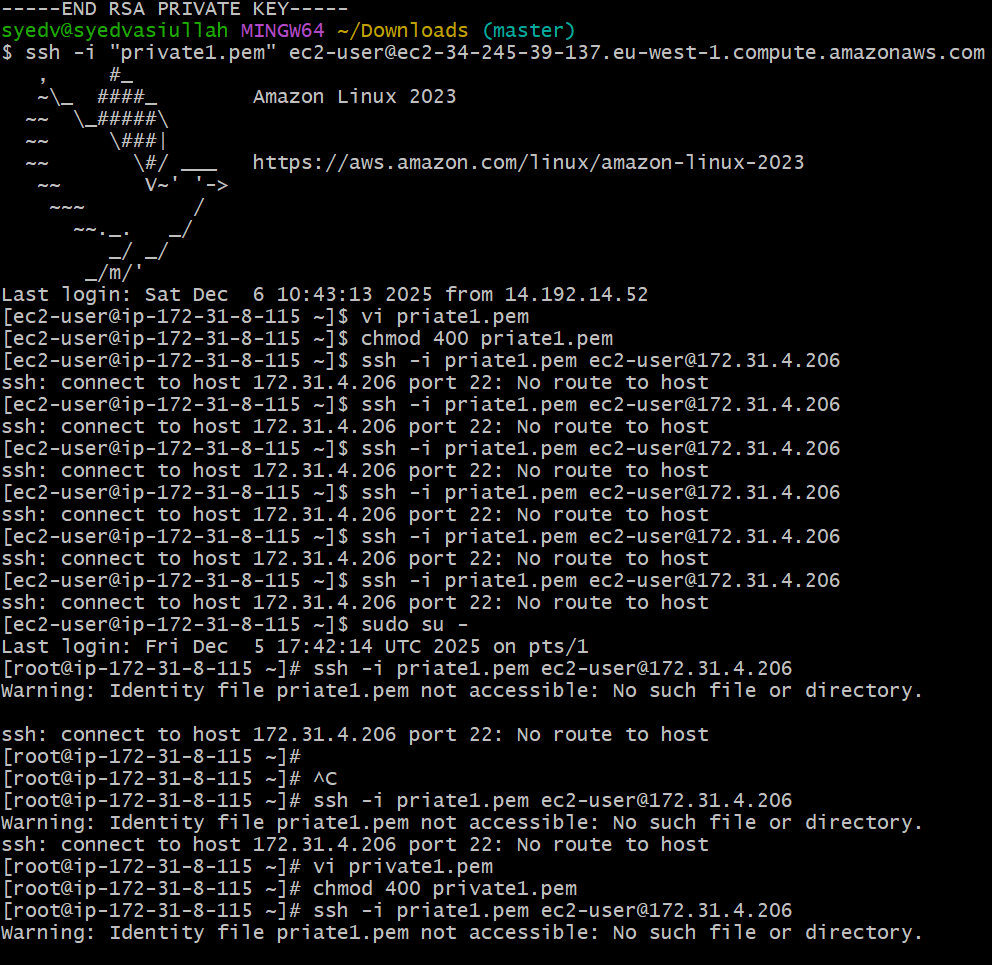 -----END RSA PRIVATE KEY-----
syedv@syedvasiullah MINGW64 ~/Downloads (master)
$ ssh -i "private1.pem" ec2-user@ec2-34-245-39-137.eu-west-1.compute.amazonaws.com
   ,     #_
   ~\_  ####_        Amazon Linux 2023
  ~~  \_#####\
  ~~     \###|
  ~~       \#/ ___   https://aws.amazon.com/linux/amazon-linux-2023
   ~~       V~' '->
    ~~~         /
      ~~._.   _/
         _/ _/
       _/m/'
Last login: Sat Dec  6 10:43:13 2025 from 14.192.14.52
[ec2-user@ip-172-31-8-115 ~]$ vi priate1.pem
[ec2-user@ip-172-31-8-115 ~]$ chmod 400 priate1.pem
[ec2-user@ip-172-31-8-115 ~]$ ssh -i priate1.pem ec2-user@172.31.4.206
ssh: connect to host 172.31.4.206 port 22: No route to host
[ec2-user@ip-172-31-8-115 ~]$ ssh -i priate1.pem ec2-user@172.31.4.206
ssh: connect to host 172.31.4.206 port 22: No route to host
[ec2-user@ip-172-31-8-115 ~]$ ssh -i priate1.pem ec2-user@172.31.4.206
ssh: connect to host 172.31.4.206 port 22: No route to host
[ec2-user@ip-172-31-8-115 ~]$ ssh -i priate1.pem ec2-user@172.31.4.206
ssh: connect to host 172.31.4.206 port 22: No route to host
[ec2-user@ip-172-31-8-115 ~]$ ssh -i priate1.pem ec2-user@172.31.4.206
ssh: connect to host 172.31.4.206 port 22: No route to host
[ec2-user@ip-172-31-8-115 ~]$ ssh -i priate1.pem ec2-user@172.31.4.206
ssh: connect to host 172.31.4.206 port 22: No route to host
[ec2-user@ip-172-31-8-115 ~]$ sudo su -
Last login: Fri Dec  5 17:42:14 UTC 2025 on pts/1
[root@ip-172-31-8-115 ~]# ssh -i priate1.pem ec2-user@172.31.4.206
Warning: Identity file priate1.pem not accessible: No such file or directory.

ssh: connect to host 172.31.4.206 port 22: No route to host
[root@ip-172-31-8-115 ~]#
[root@ip-172-31-8-115 ~]# ^C
[root@ip-172-31-8-115 ~]# ssh -i priate1.pem ec2-user@172.31.4.206
Warning: Identity file priate1.pem not accessible: No such file or directory.
ssh: connect to host 172.31.4.206 port 22: No route to host
[root@ip-172-31-8-115 ~]# vi private1.pem
[root@ip-172-31-8-115 ~]# chmod 400 private1.pem
[root@ip-172-31-8-115 ~]# ssh -i priate1.pem ec2-user@172.31.4.206
Warning: Identity file priate1.pem not accessible: No such file or directory.